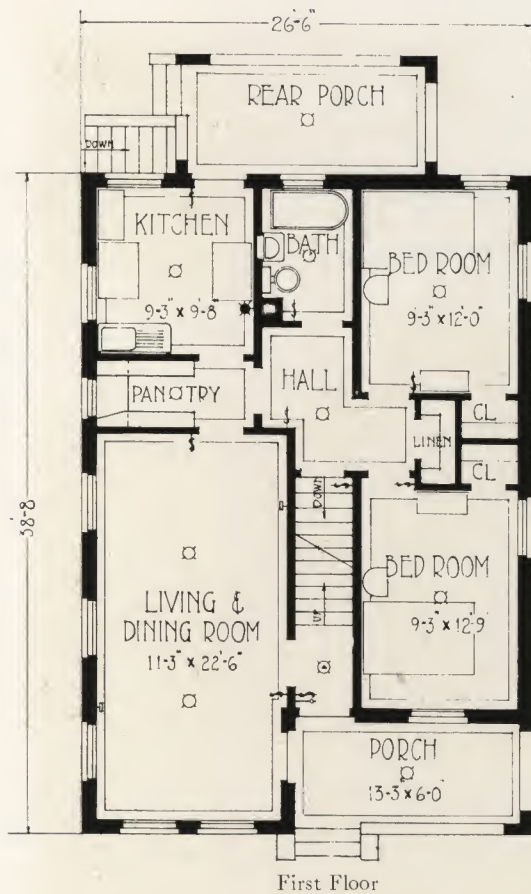 26'-6"
REAR PORCH
DOWN
KITCHEN
9'-3" x 9'-8"
BATH
BED ROOM
9'-3" x 12'-0"
HALL
PANTRY
CL
LINEN
CL
38'-8
DOWN
UP
BED ROOM
9'-3" x 12'-9
LIVING &
DINING ROOM
11'-3" x 22'-6"
PORCH
13'-3 x 6'-0"
First Floor